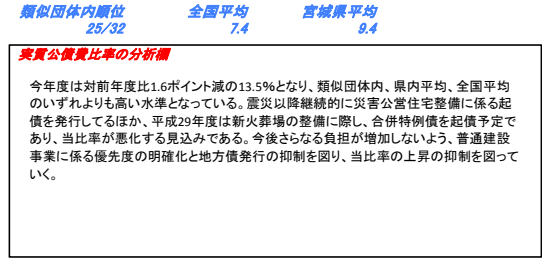 類似団体内順位 全国平均 宮城県平均
25/32 7.4 9.4
実質公債費比率の分析欄
今年度は対前年度比1.6ポイント減の13.5%となり、類似団体内、県内平均、全国平均
のいずれよりも高い水準となっている。震災以降継続的に災害公営住宅整備に係る起
債を発行してるほか、平成29年度は新火葬場の整備に際し、合併特例債を起債予定で
あり、当比率が悪化する見込みである。今後さらなる負担が増加しないよう、普通建設
事業に係る優先度の明確化と地方債発行の抑制を図り、当比率の上昇の抑制を図って
いく。